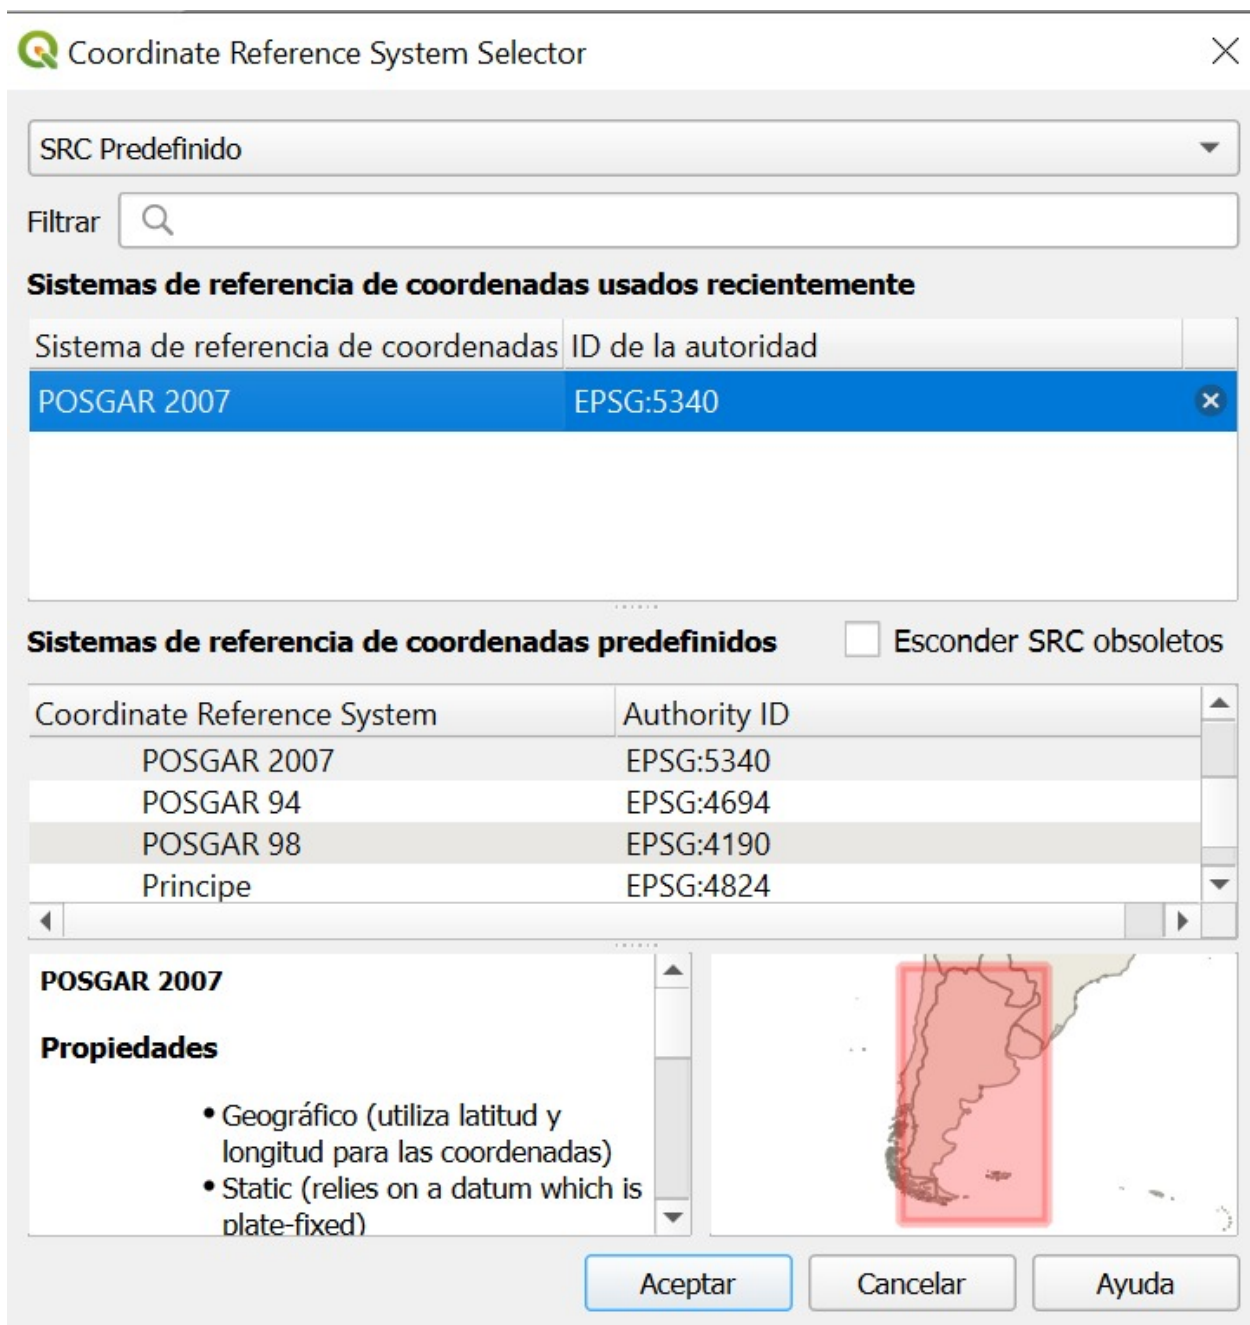 Coordinate Reference System Selector
SRC Predefinido
Filtrar
Sistemas de referencia de coordenadas usados recientemente
Sistema de referencia de coordenadas ID de la autoridad
POSGAR 2007 EPSG:5340
Sistemas de referencia de coordenadas predefinidos Esconder SRC obsoletos
Coordinate Reference System Authority ID
POSGAR 2007 EPSG:5340
POSGAR 94 EPSG:4694
POSGAR 98 EPSG:4190
Principe EPSG:4824
POSGAR 2007
Propiedades
• Geográfico (utiliza latitud y
longitud para las coordenadas)
• Static (relies on a datum which is
plate-fixed)
Aceptar Cancelar Ayuda